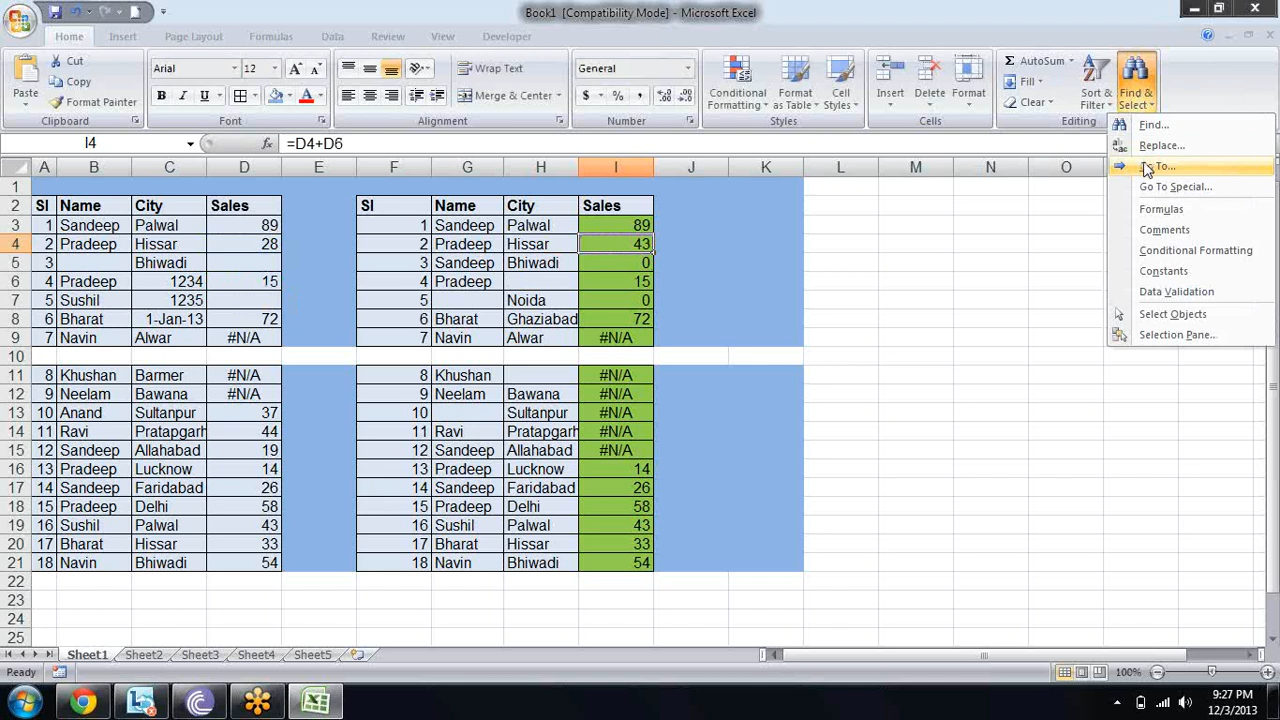 Book1 [Compatibility Mode] - Microsoft Excel
Home Insert Page Layout Formulas Data Review View Developer
Paste Cut Copy Format Painter Clipboard
Arial 12 A A B I U A Font
Wrap Text Merge & Center Alignment
General $ % , Number
Conditional Formatting Format as Table Cell Styles Styles
Insert Delete Format Cells
Σ AutoSum Fill Clear Sort & Filter Find & Select Editing
I4 fx =D4+D6
Find...
Replace...
To...
Go To Special...
Formulas
Comments
Conditional Formatting
Constants
Data Validation
Select Objects
Selection Pane...
A B C D E F G H I J K L M N O
1
2 Sl Name City Sales Sl Name City Sales
3 1 Sandeep Palwal 89 1 Sandeep Palwal 89
4 2 Pradeep Hissar 28 2 Pradeep Hissar 43
5 3 Bhiwadi 3 Sandeep Bhiwadi 0
6 4 Pradeep 1234 15 4 Pradeep 15
7 5 Sushil 1235 5 Noida 0
8 6 Bharat 1-Jan-13 72 6 Bharat Ghaziabad 72
9 7 Navin Alwar #N/A 7 Navin Alwar #N/A
10
11 8 Khushan Barmer #N/A 8 Khushan #N/A
12 9 Neelam Bawana #N/A 9 Neelam Bawana #N/A
13 10 Anand Sultanpur 37 10 Sultanpur #N/A
14 11 Ravi Pratapgarh 44 11 Ravi Pratapgarh #N/A
15 12 Sandeep Allahabad 19 12 Sandeep Allahabad #N/A
16 13 Pradeep Lucknow 14 13 Pradeep Lucknow 14
17 14 Sandeep Faridabad 26 14 Sandeep Faridabad 26
18 15 Pradeep Delhi 58 15 Pradeep Delhi 58
19 16 Sushil Palwal 43 16 Sushil Palwal 43
20 17 Bharat Hissar 33 17 Bharat Hissar 33
21 18 Navin Bhiwadi 54 18 Navin Bhiwadi 54
22
23
24
25
Sheet1 Sheet2 Sheet3 Sheet4 Sheet5
Ready 100%
9:27 PM
12/3/2013